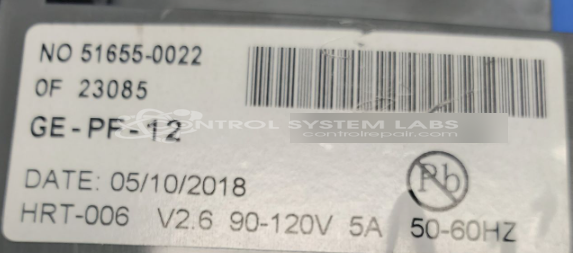 NO 51655-0022
OF 23085
GE-PF-12
CONTROL SYSTEM LABS
controlrepair.com
DATE: 05/10/2018
Pb
HRT-006 V2.6 90-120V 5A 50-60HZ